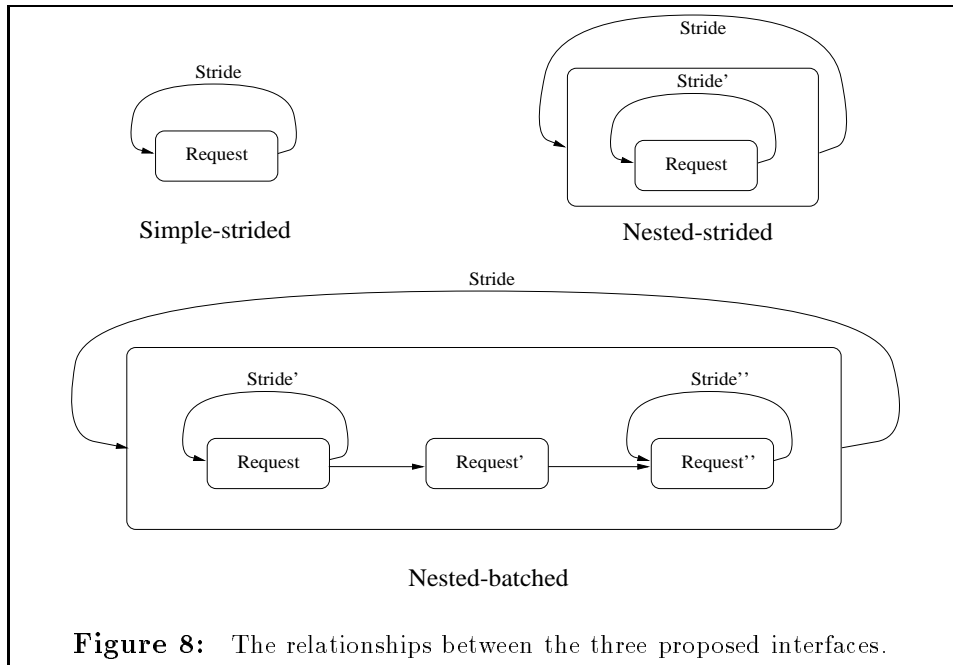 Stride
Request
Simple-strided
Stride
Stride'
Request
Nested-strided
Stride
Stride'
Stride''
Request
Request'
Request''
Nested-batched
Figure 8: The relationships between the three proposed interfaces.